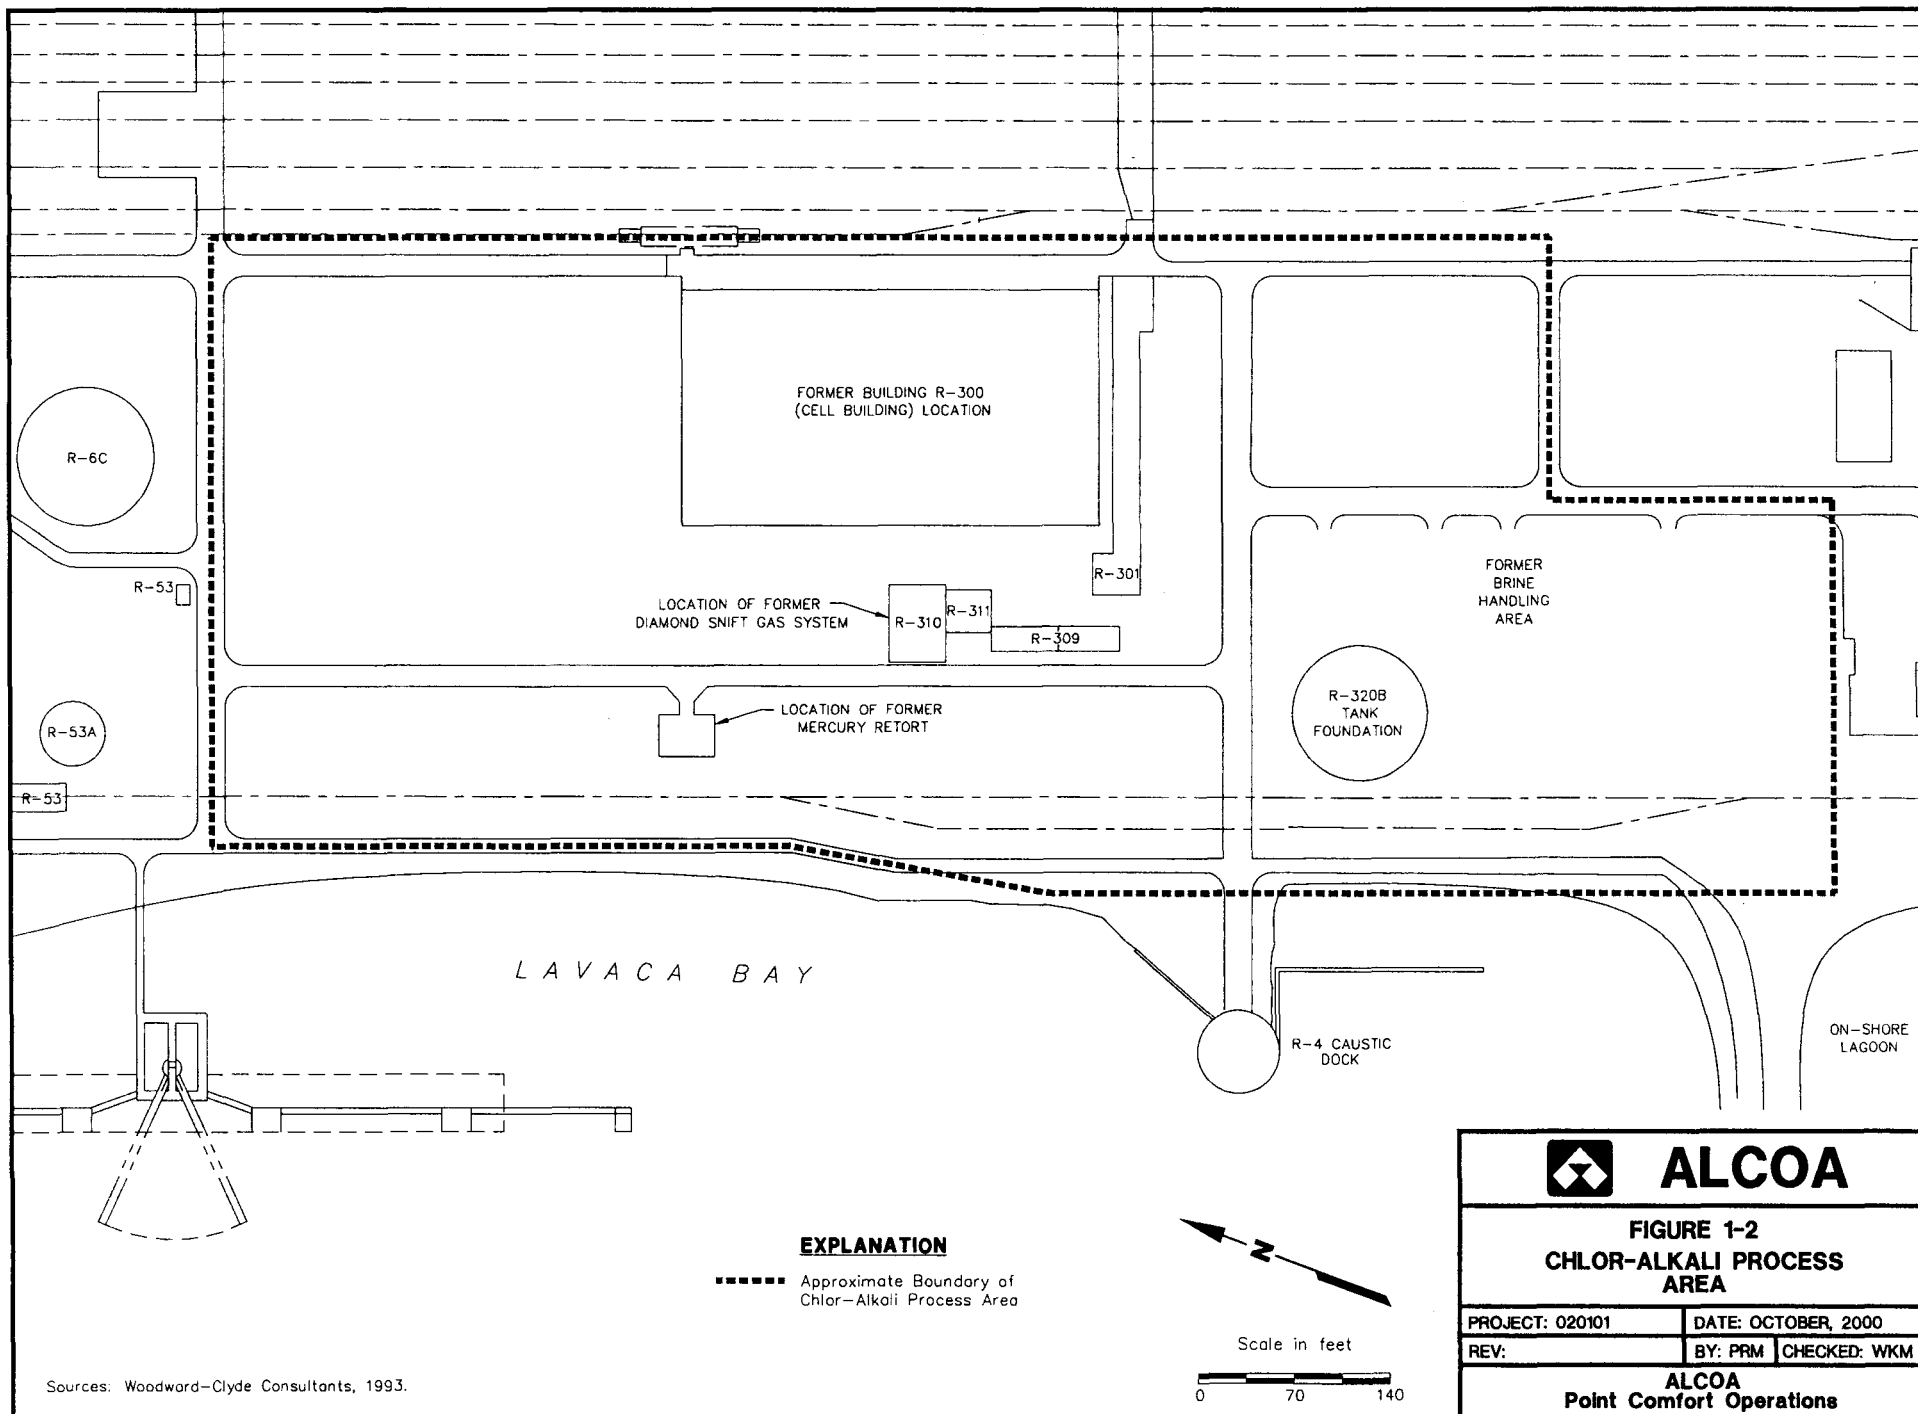 FORMER BUILDING R-300
(CELL BUILDING) LOCATION
R-6C
R-53
R-301
FORMER
BRINE
HANDLING
AREA
LOCATION OF FORMER
DIAMOND SNIFT GAS SYSTEM
R-310
R-311
R-309
R-320B
TANK
FOUNDATION
LOCATION OF FORMER
MERCURY RETORT
R-53A
R-53
LAVACA BAY
R-4 CAUSTIC
DOCK
ON-SHORE
LAGOON
EXPLANATION
Approximate Boundary of
Chlor-Alkali Process Area
N
Scale in feet
0 70 140
Sources: Woodward-Clyde Consultants, 1993.
ALCOA
FIGURE 1-2
CHLOR-ALKALI PROCESS
AREA
PROJECT: 020101
DATE: OCTOBER, 2000
REV:
BY: PRM
CHECKED: WKM
ALCOA
Point Comfort Operations